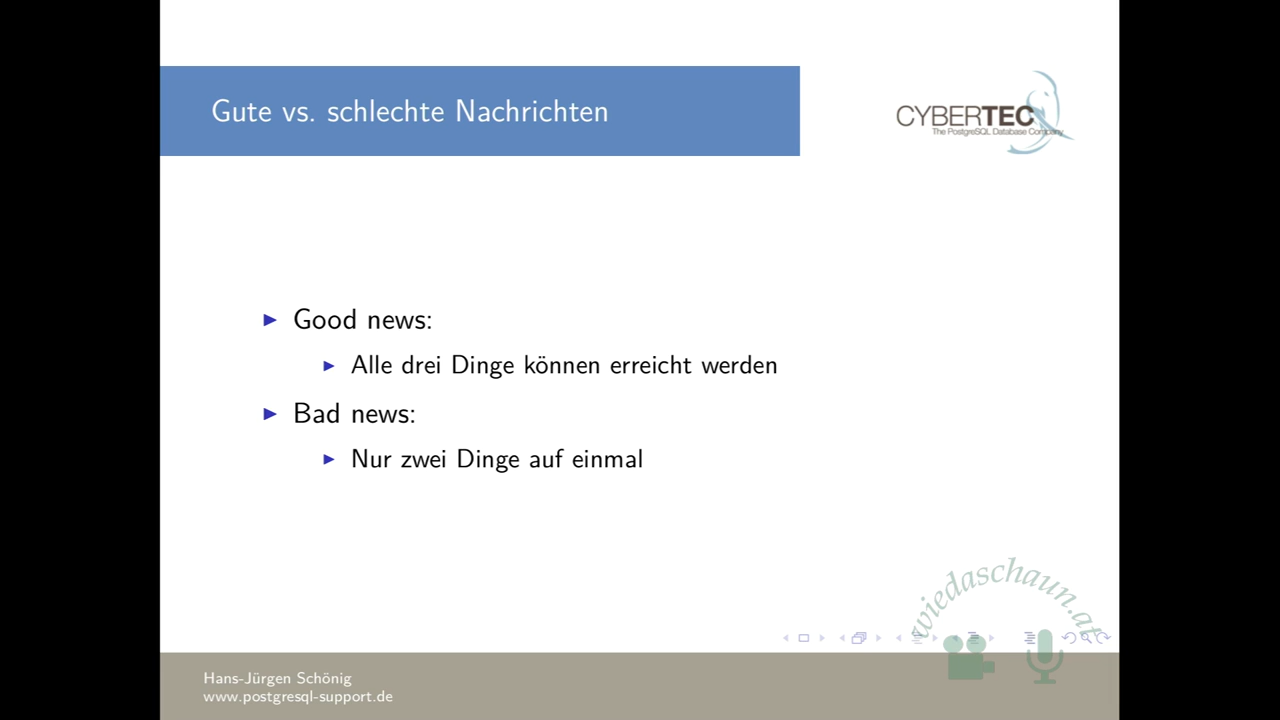 Gute vs. schlechte Nachrichten
CYBERTEC
The PostgreSQL Database Company
Good news:
Alle drei Dinge können erreicht werden
Bad news:
Nur zwei Dinge auf einmal
wiedaschaun.at
Hans-Jürgen Schönig
www.postgresql-support.de